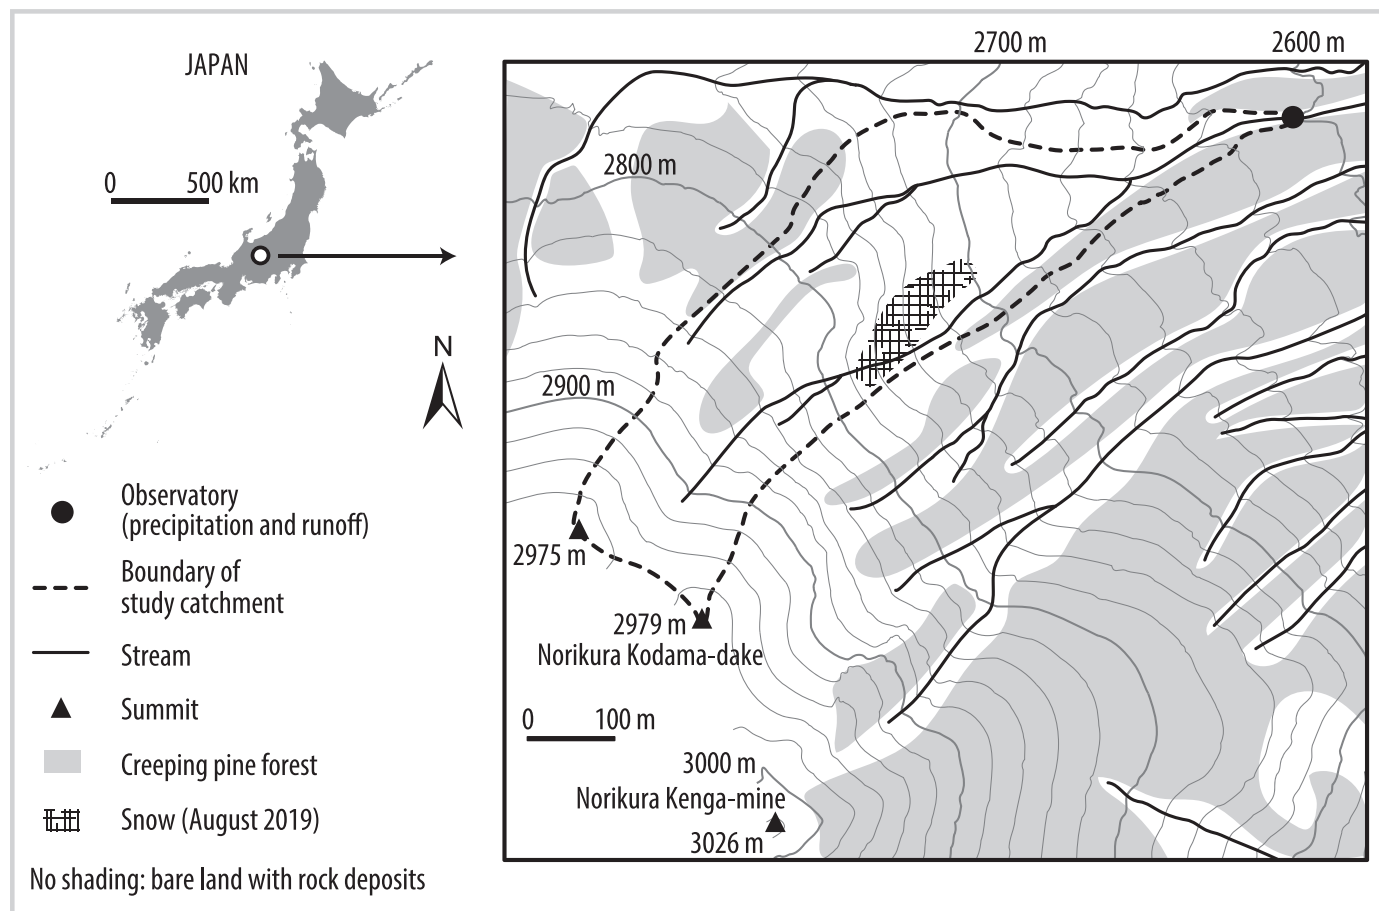 JAPAN
0 500 km
N
Observatory
(precipitation and runoff)
Boundary of
study catchment
Stream
Summit
Creeping pine forest
Snow (August 2019)
No shading: bare land with rock deposits
2700 m
2600 m
2800 m
2900 m
2975 m
2979 m
Norikura Kodama-dake
0 100 m
3000 m
Norikura Kenga-mine
3026 m